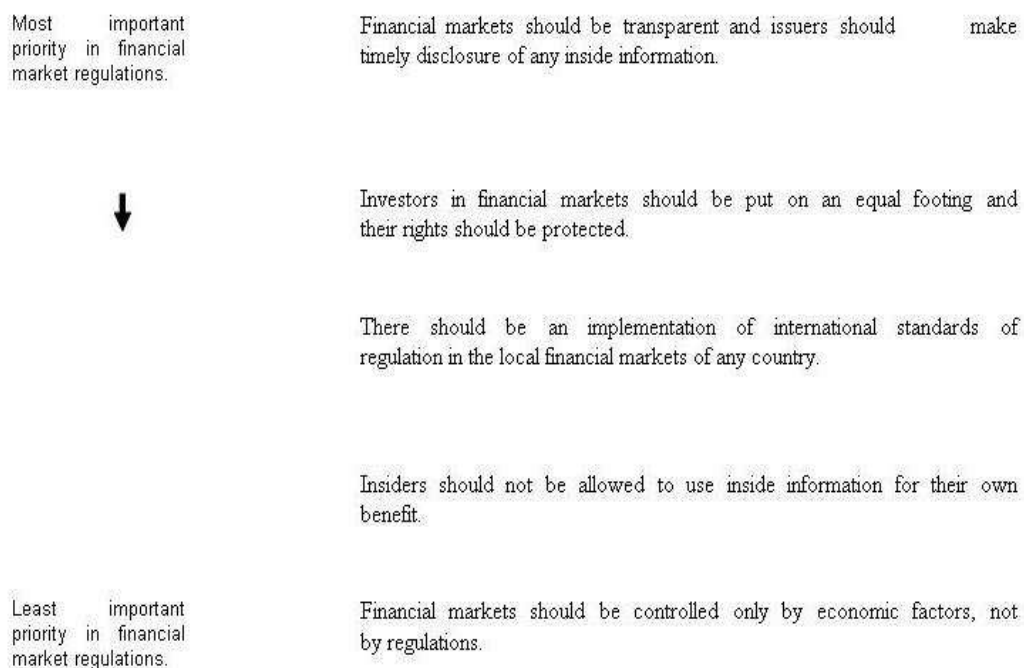 Most important
priority in financial
market regulations.
Financial markets should be transparent and issuers should make
timely disclosure of any inside information.
Investors in financial markets should be put on an equal footing and
their rights should be protected.
There should be an implementation of international standards of
regulation in the local financial markets of any country.
Insiders should not be allowed to use inside information for their own
benefit.
Least important
priority in financial
market regulations.
Financial markets should be controlled only by economic factors, not
by regulations.